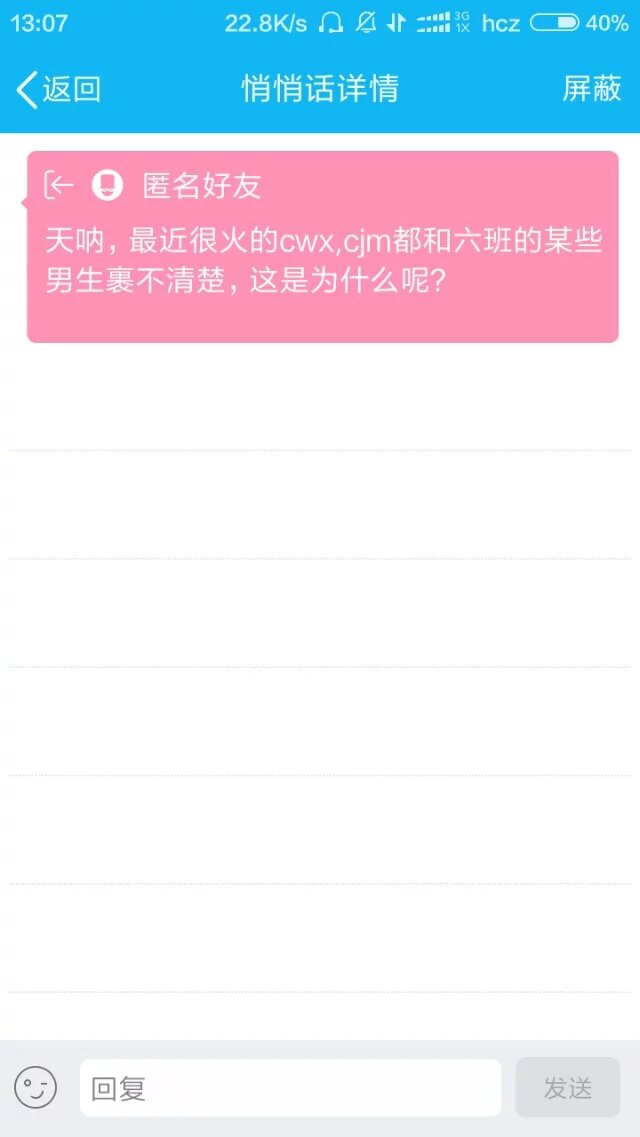 13:07 22.8K/s 3G 1X hcz 40%
返回 悄悄话详情 屏蔽
匿名好友
天呐，最近很火的cwx,cjm都和六班的某些
男生裹不清楚，这是为什么呢?
回复 发送